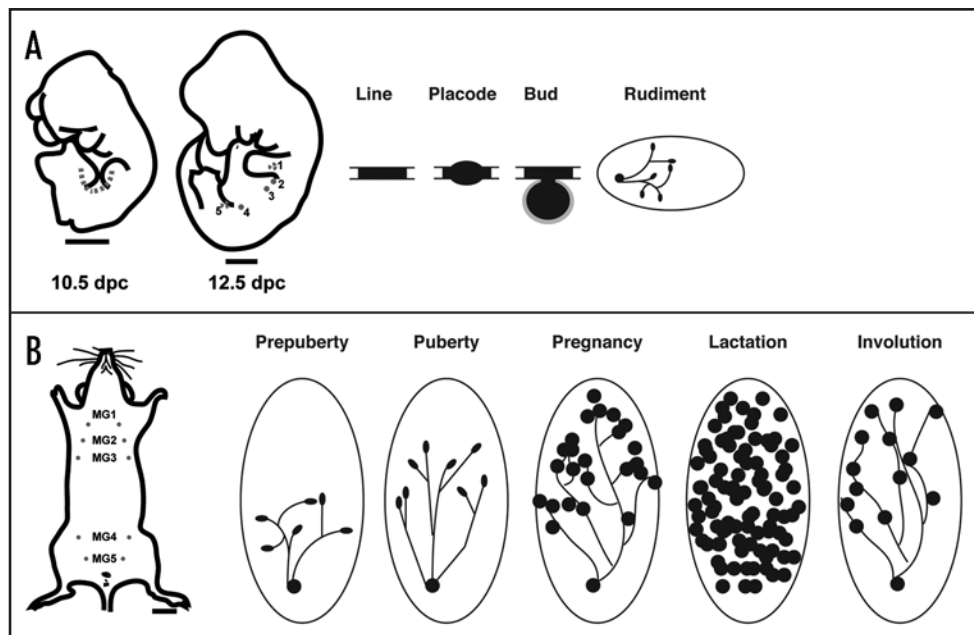 A
Line Placode Bud Rudiment
1
2
3
5 4
10.5 dpc 12.5 dpc
B
Prepuberty Puberty Pregnancy Lactation Involution
MG1
MG2
MG3
MG4
MG5